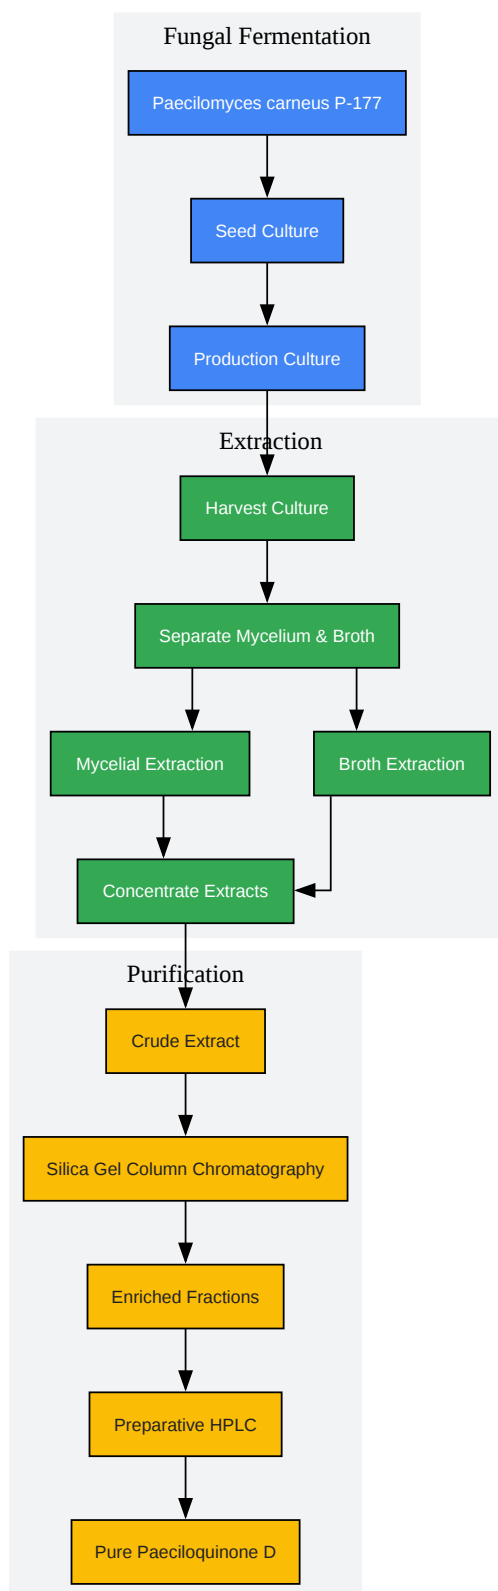 Fungal Fermentation
Paecilomyces carneus P-177
Seed Culture
Production Culture
Extraction
Harvest Culture
Separate Mycelium & Broth
Mycelial Extraction
Broth Extraction
Concentrate Extracts
Purification
Crude Extract
Silica Gel Column Chromatography
Enriched Fractions
Preparative HPLC
Pure Paeciloquinone D